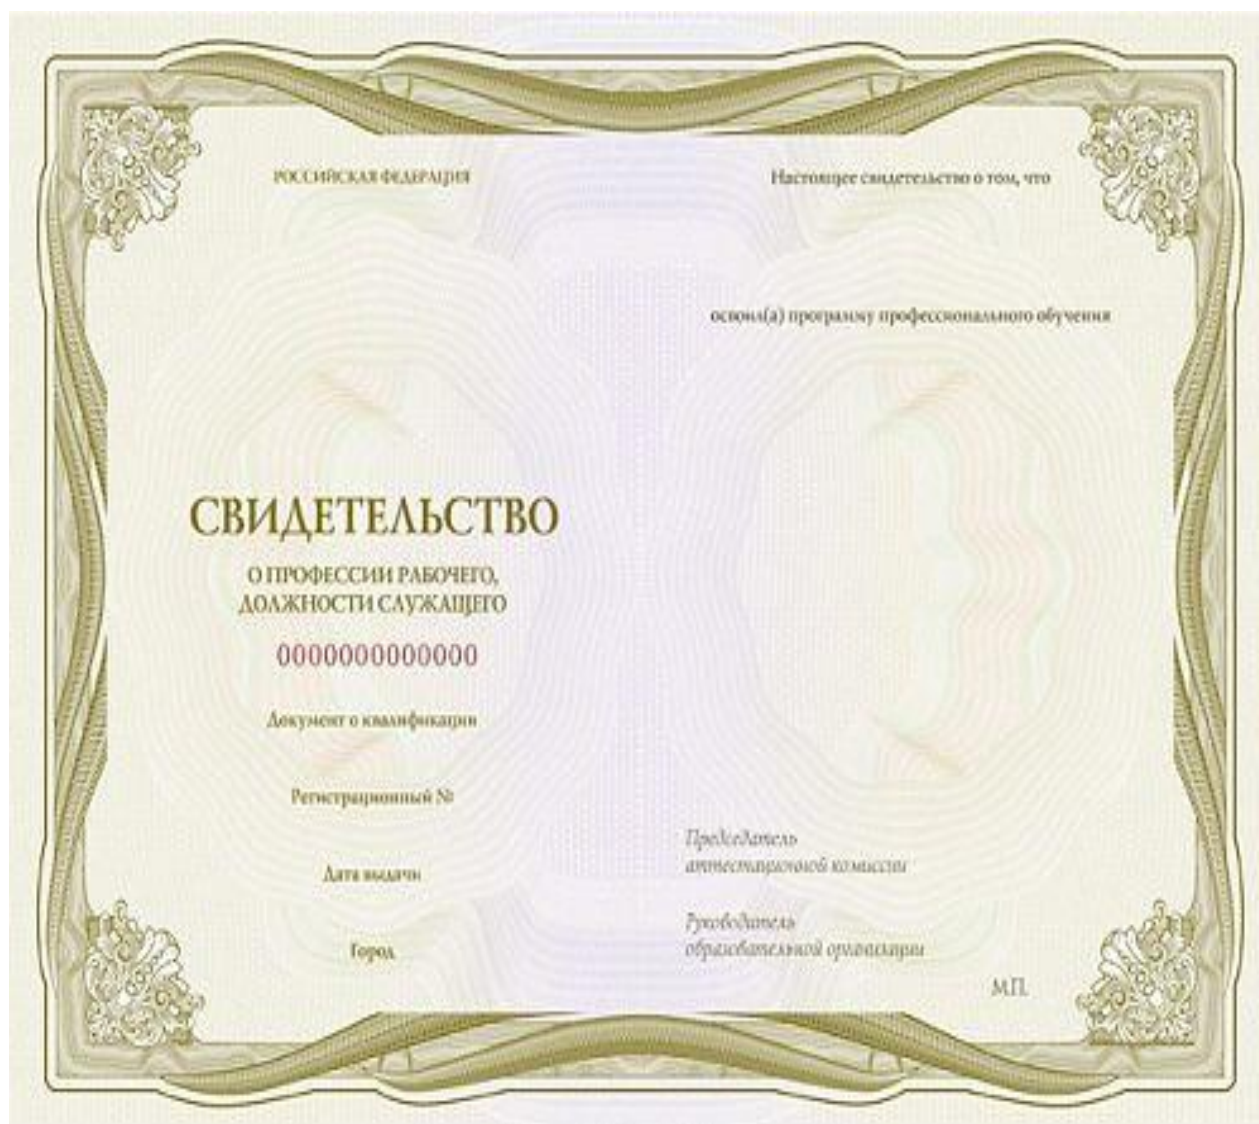 РОССИЙСКАЯ ФЕДЕРАЦИЯ
СВИДЕТЕЛЬСТВО
О ПРОФЕССИИ РАБОЧЕГО,
ДОЛЖНОСТИ СЛУЖАЩЕГО
0000000000000
Документ о квалификации
Регистрационный №
Дата выдачи
Город
Настоящее свидетельство о том, что
освоил(а) программу профессионального обучения
Председатель
аттестационной комиссии
Руководитель
образовательной организации
М.П.